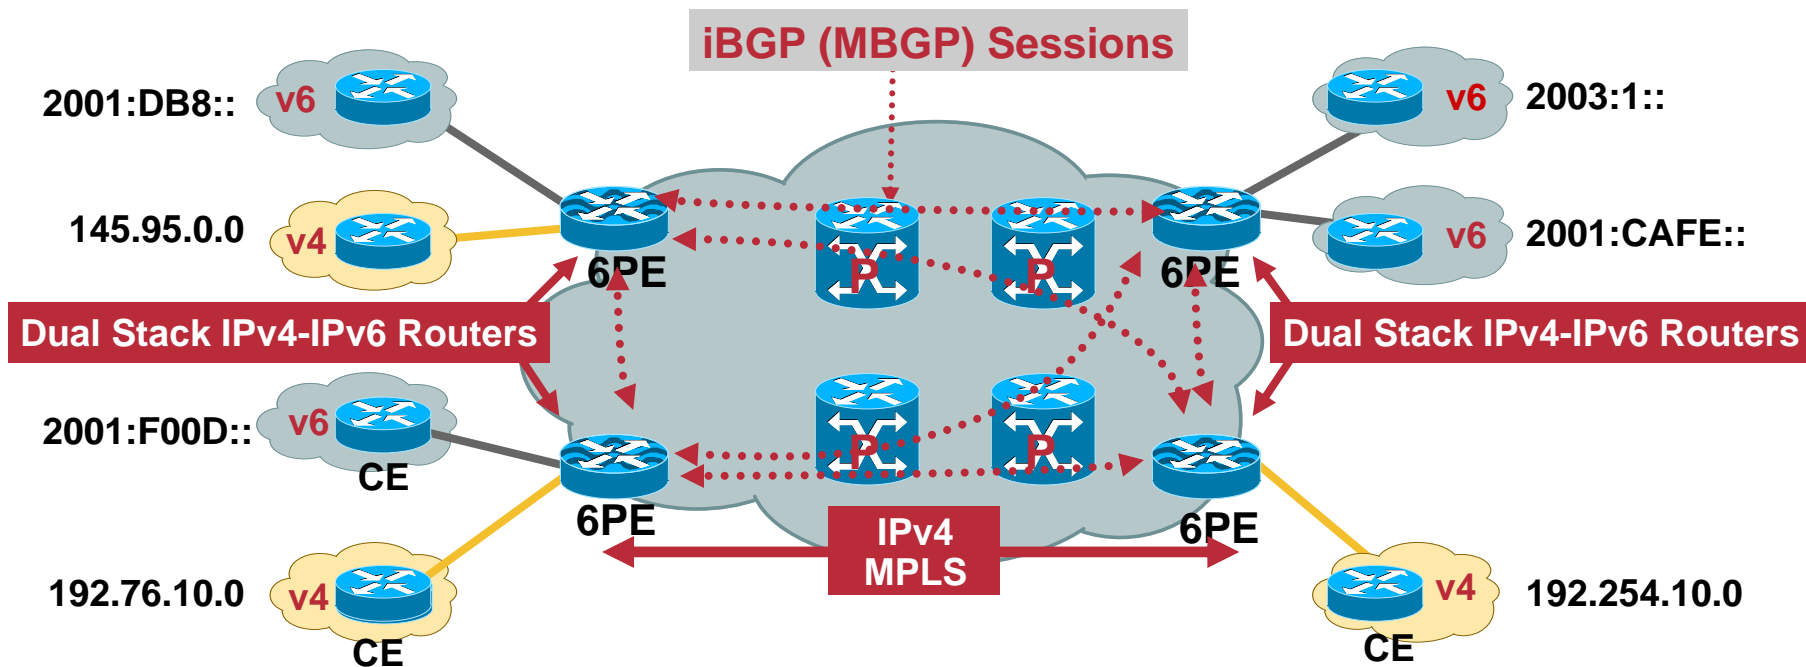 iBGP (MBGP) Sessions
2001:DB8::
v6
v6
2003:1::
145.95.0.0
v4
v6
2001:CAFE::
6PE
P
P
6PE
Dual Stack IPv4-IPv6 Routers
Dual Stack IPv4-IPv6 Routers
2001:F00D::
v6
CE
P
P
6PE
6PE
IPv4
MPLS
192.76.10.0
v4
CE
v4
192.254.10.0
CE